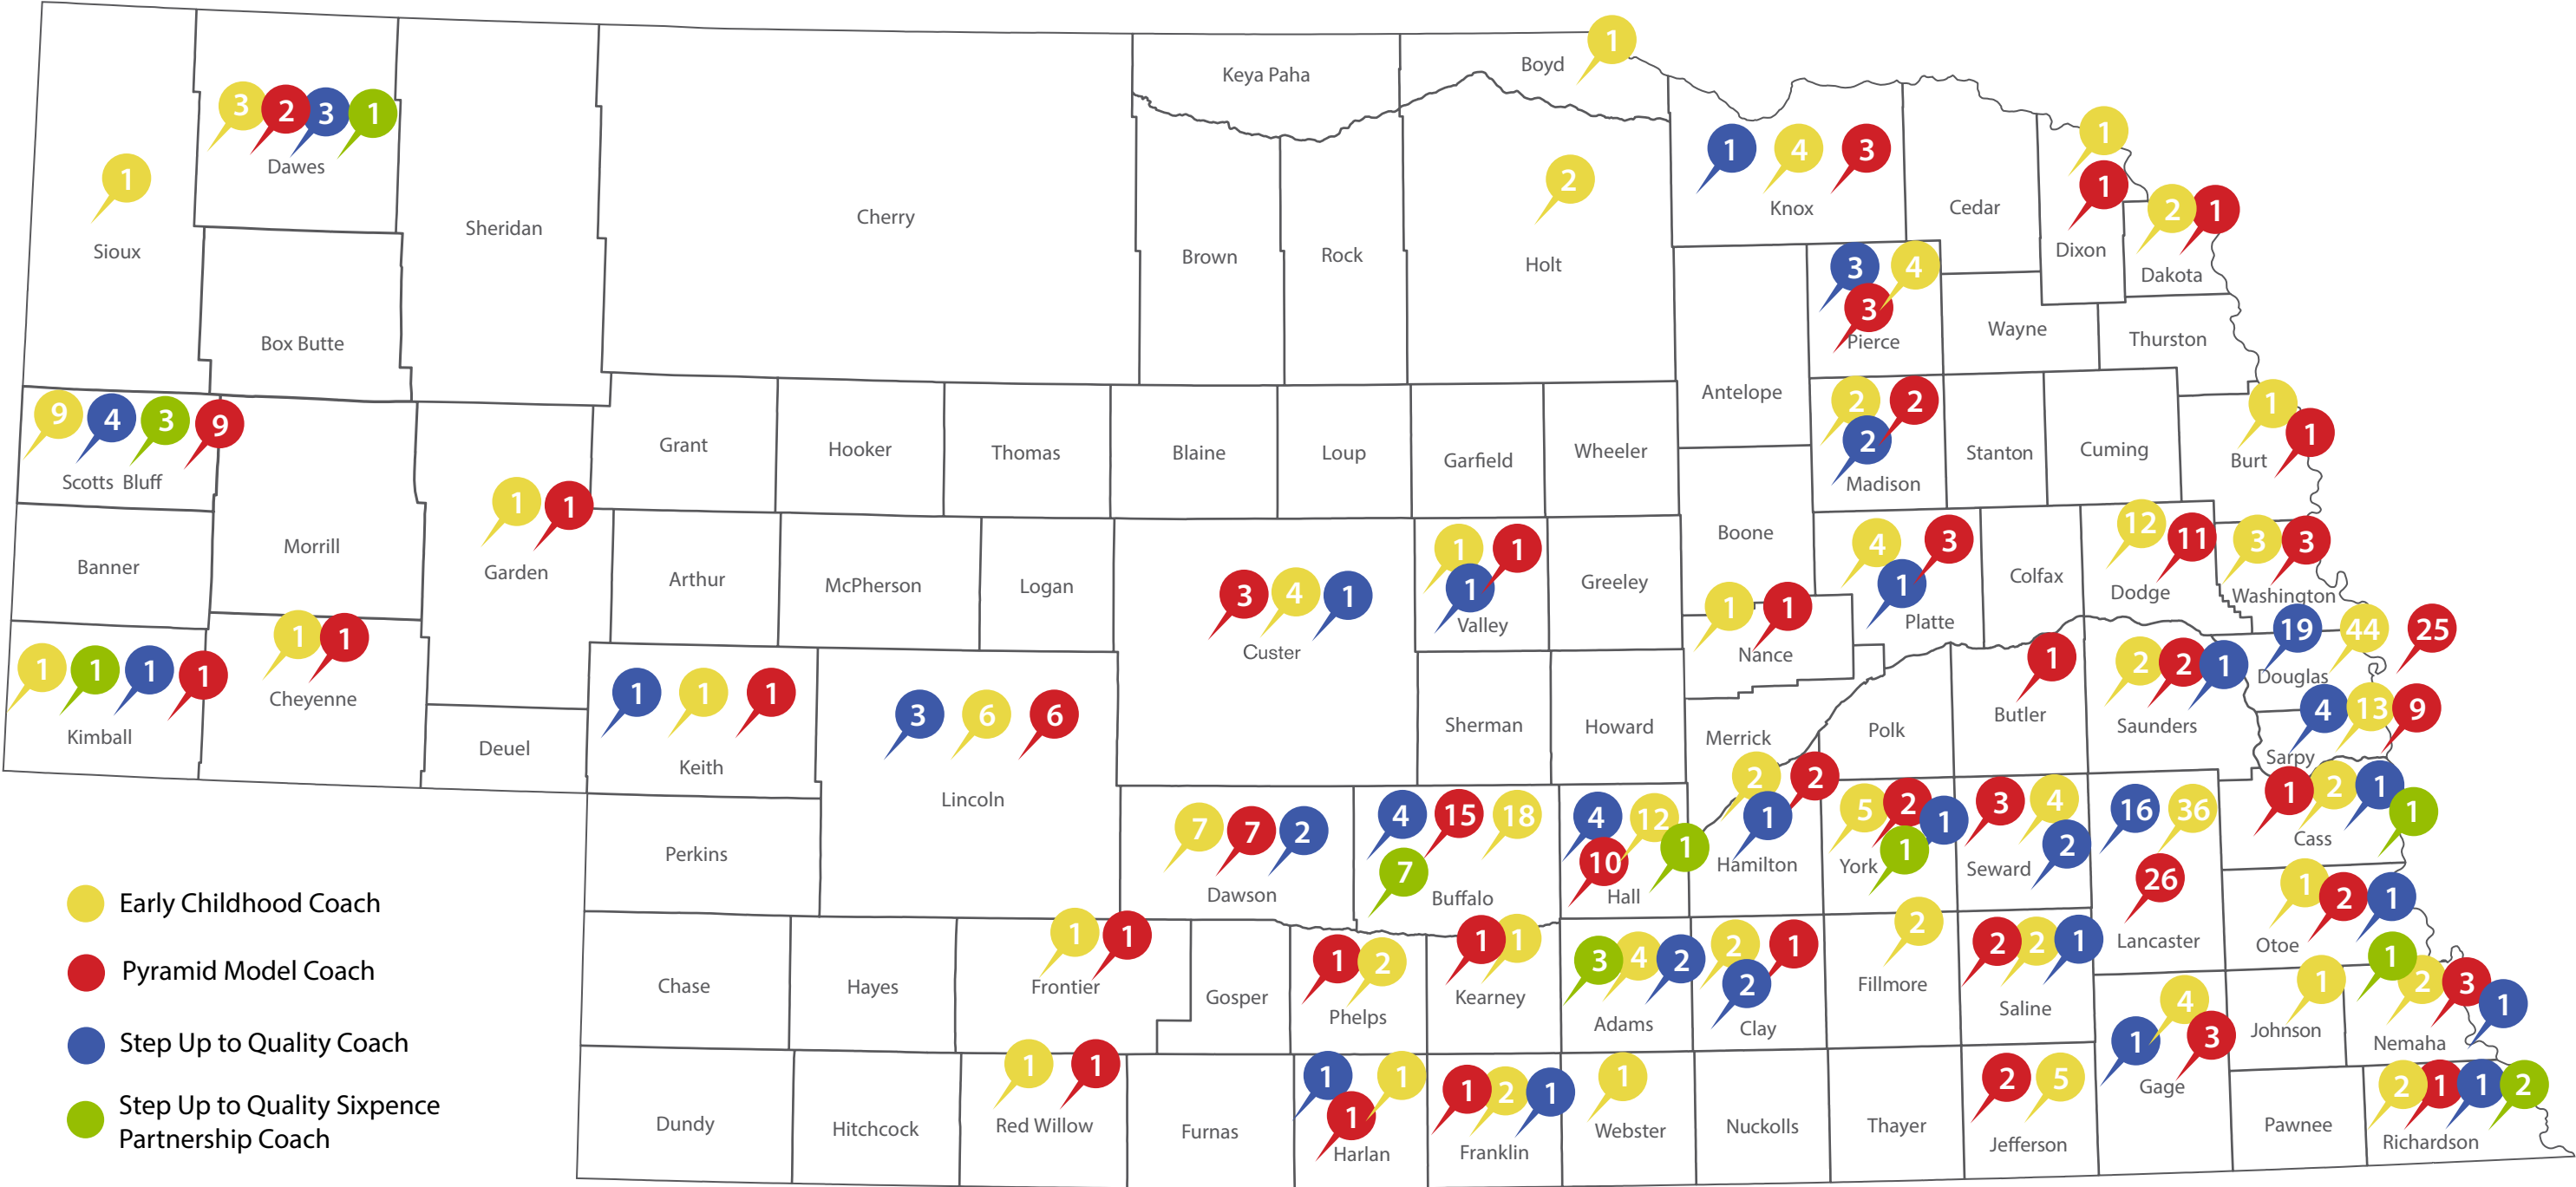 1
Boyd
Keya Paha
3 2 3 1
Dawes
1
Sioux
Sheridan
Cherry
Brown
Rock
2
Holt
1 4 3
Knox
Cedar
1
1
Dixon
2 1
Dakota
Box Butte
3 4
3
Pierce
Wayne
Thurston
Antelope
9 4 3 9
Scotts Bluff
Grant
Hooker
Thomas
Blaine
Loup
Garfield
Wheeler
2 2
2
Madison
Stanton
Cuming
1
1
Burt
Banner
Morrill
1 1
Garden
Arthur
McPherson
Logan
3 4 1
Custer
1 1
1
Valley
Greeley
Boone
1 1
Nance
4 3
1
Platte
Colfax
12 11
Dodge
3 3
Washington
19 44 25
Douglas
1 1 1 1
Kimball
1 1
Cheyenne
Deuel
1 1 1
Keith
3 6 6
Lincoln
Sherman
Howard
Merrick
Polk
1
Butler
2 2 1
Saunders
4 13 9
Sarpy
Perkins
7 7 2
Dawson
4 15 18
7
Buffalo
4 12
10 1
Hall
2 2
1
Hamilton
5 2 1
1
York
3 4
2
Seward
16 36
26
Lancaster
1 2 1
1
Cass
1 2 1
Otoe
Chase
Hayes
1 1
Frontier
Gosper
1 2
Phelps
1 1
Kearney
3 4 2
Adams
2 1
2
Clay
2
Fillmore
2 2 1
Saline
4
1 3
Gage
1
Johnson
1
2 3 1
Nemaha
Dundy
Hitchcock
1 1
Red Willow
Furnas
1 1
1
Harlan
1 2 1
Franklin
1
Webster
Nuckolls
Thayer
2 5
Jefferson
Pawnee
2 1 1 2
Richardson
Early Childhood Coach
Pyramid Model Coach
Step Up to Quality Coach
Step Up to Quality Sixpence
Partnership Coach